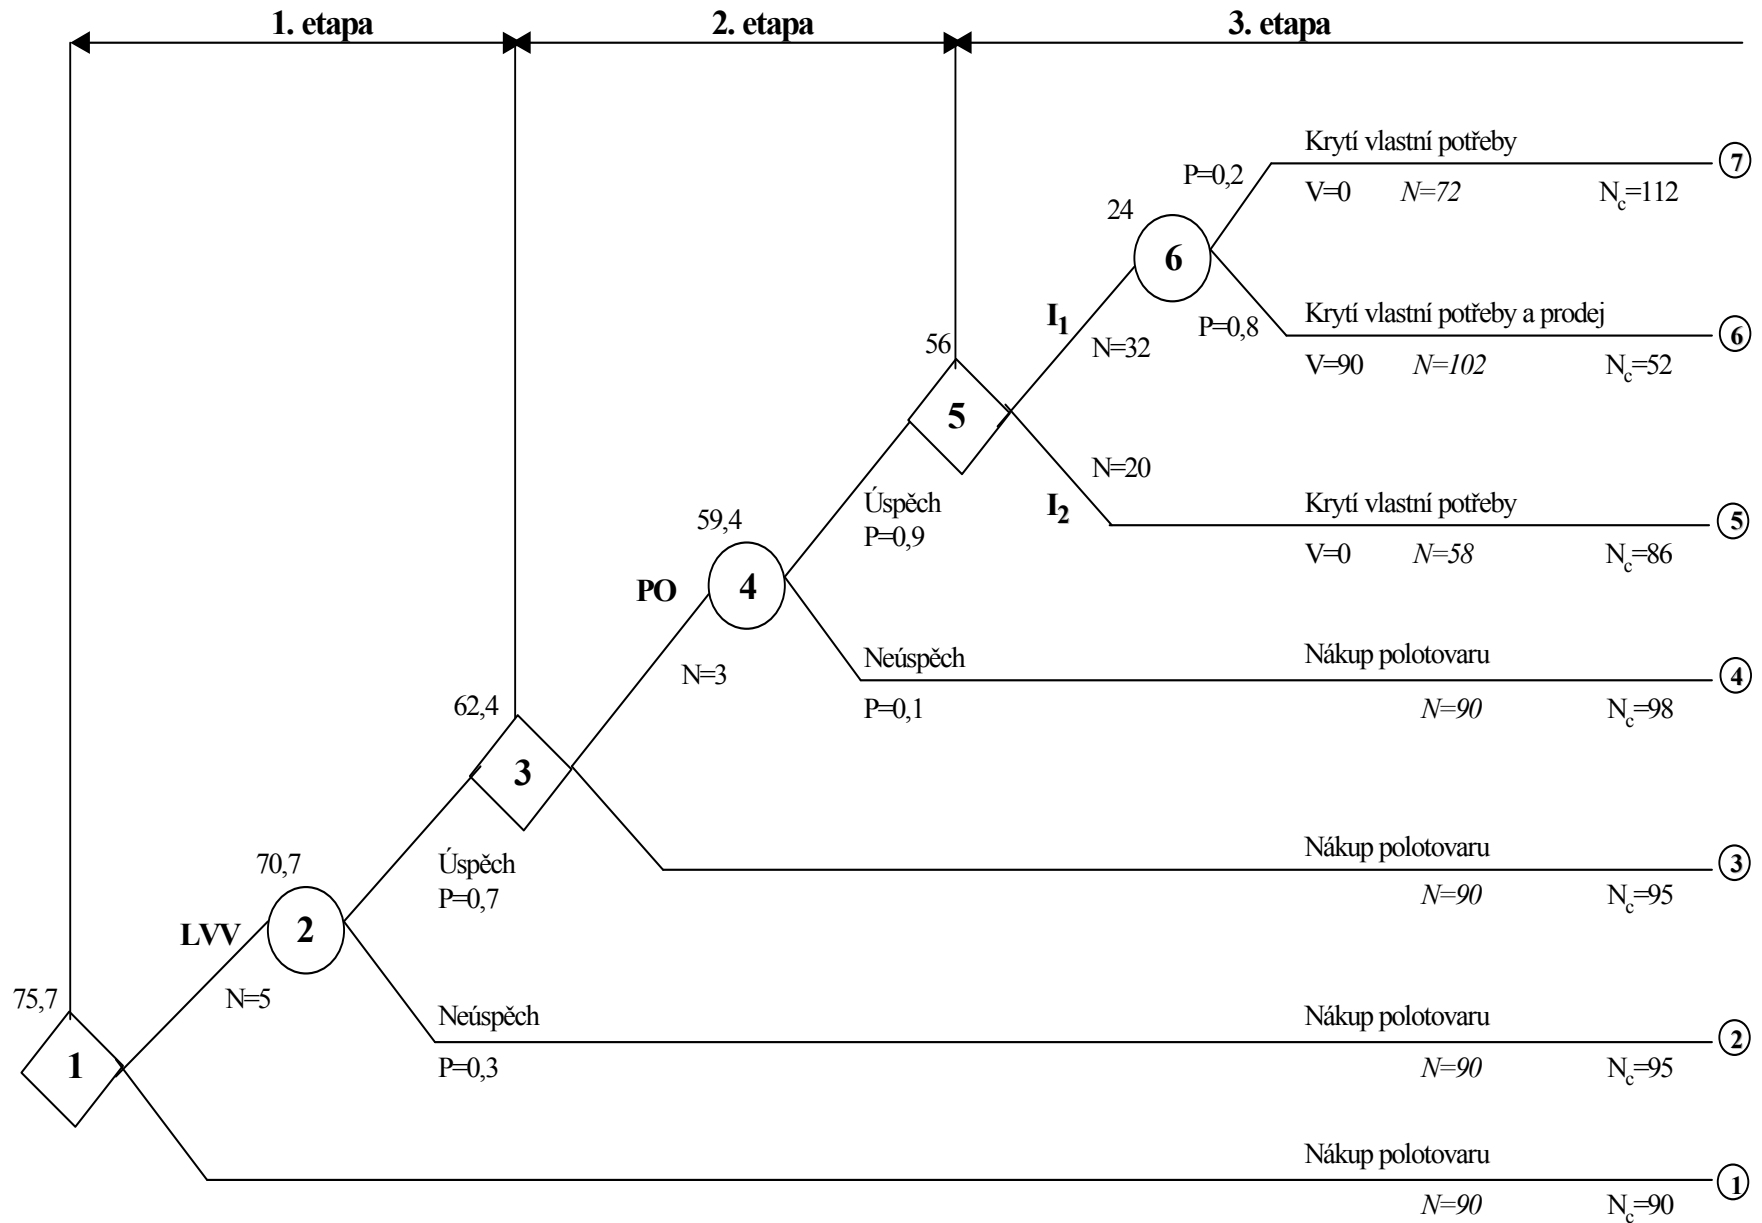 1. etapa 2. etapa 3. etapa
Krytí vlastní potřeby
7
P=0,2
V=0 N=72 N_c=112
24
6
I_1
Krytí vlastní potřeby a prodej
P=0,8
6
N=32
56
V=90 N=102 N_c=52
5
N=20
Úspěch
I_2
Krytí vlastní potřeby
5
59,4
P=0,9
V=0 N=58 N_c=86
PO
4
Neúspěch Nákup polotovaru
N=3
4
62,4
P=0,1 N=90 N_c=98
3
Nákup polotovaru
70,7
Úspěch
3
P=0,7 N=90 N_c=95
LVV
2
75,7
N=5
Neúspěch Nákup polotovaru
2
1
P=0,3 N=90 N_c=95
Nákup polotovaru
1
N=90 N_c=90